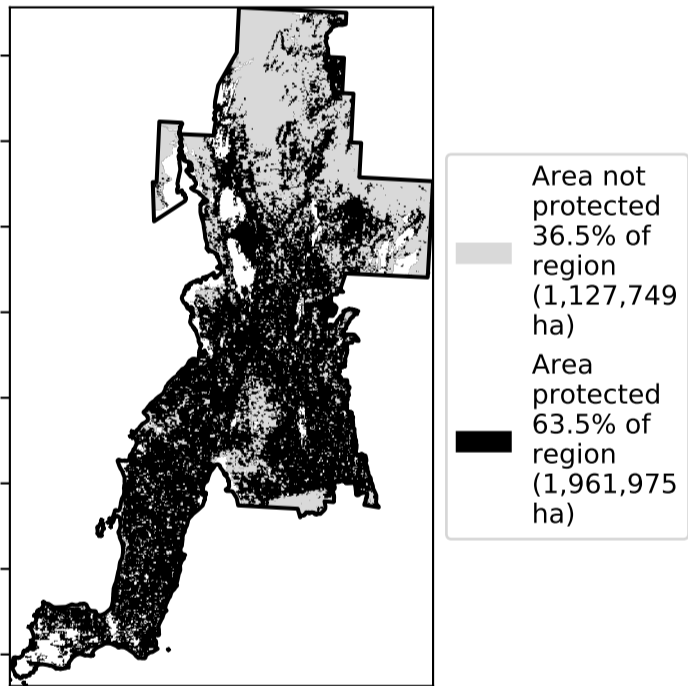 Area not
protected
36.5% of
region
(1,127,749
ha)
Area
protected
63.5% of
region
(1,961,975
ha)